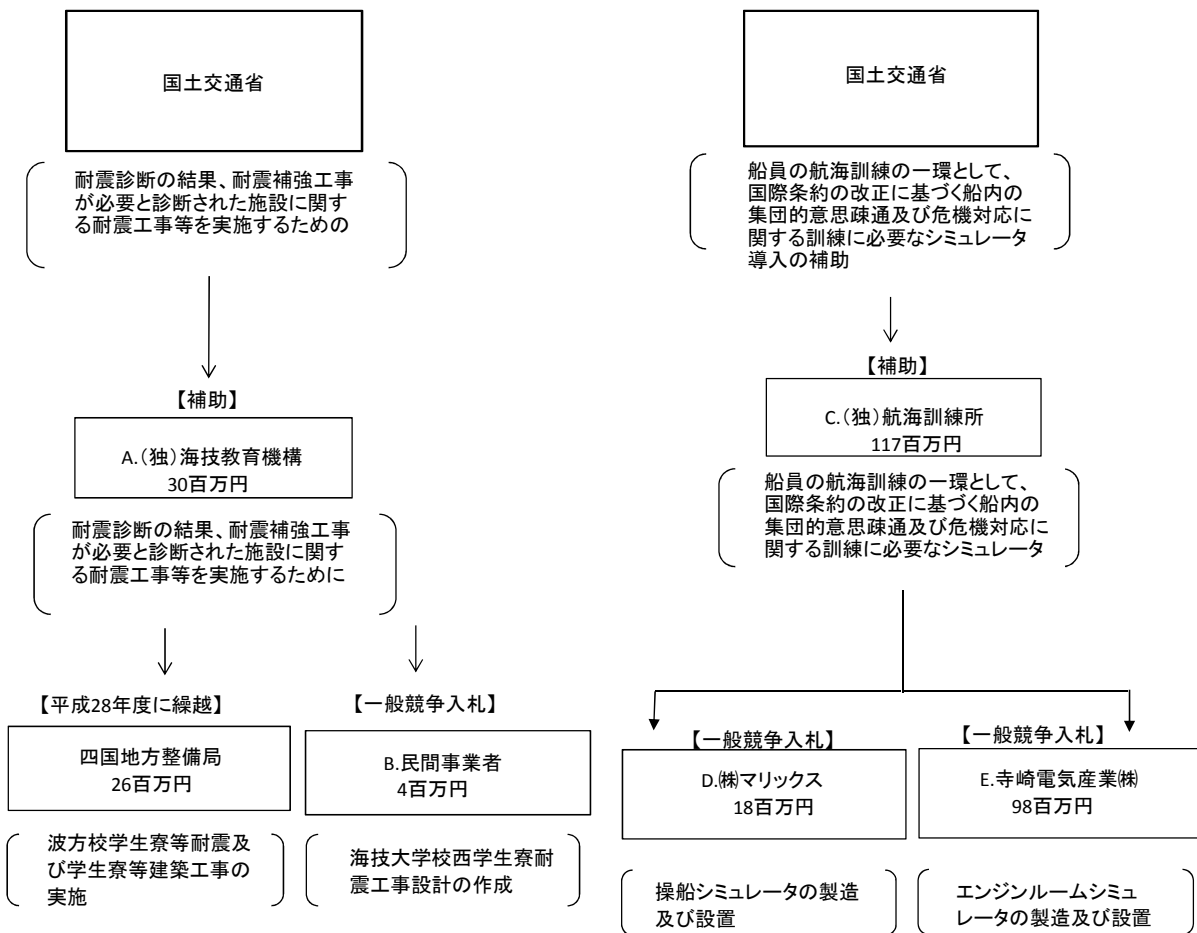 国土交通省
耐震診断の結果、耐震補強工事
が必要と診断された施設に関す
る耐震工事等を実施するための
【補助】
A.(独)海技教育機構
30百万円
耐震診断の結果、耐震補強工事
が必要と診断された施設に関す
る耐震工事等を実施するために
【平成28年度に繰越】
四国地方整備局
26百万円
波方校学生寮等耐震及
び学生寮等建築工事の
実施
【一般競争入札】
B.民間事業者
4百万円
海技大学校西学生寮耐
震工事設計の作成
国土交通省
船員の航海訓練の一環として、
国際条約の改正に基づく船内の
集団的意思疎通及び危機対応に
関する訓練に必要なシミュレータ
導入の補助
【補助】
C.(独)航海訓練所
117百万円
船員の航海訓練の一環として、
国際条約の改正に基づく船内の
集団的意思疎通及び危機対応に
関する訓練に必要なシミュレータ
【一般競争入札】
D.㈱マリックス
18百万円
操船シミュレータの製造
及び設置
【一般競争入札】
E.寺崎電気産業㈱
98百万円
エンジンルームシミュ
レータの製造及び設置